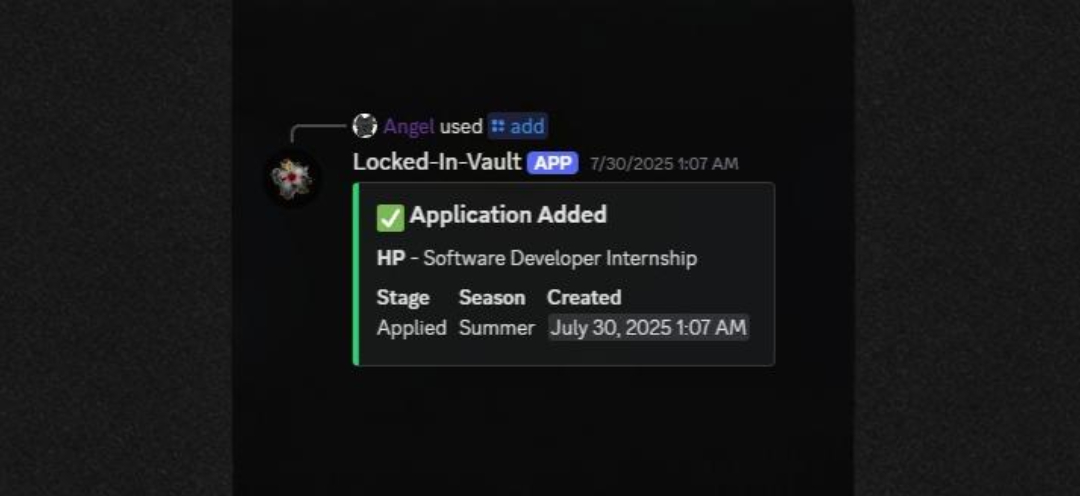 Angel used add
Locked-In-Vault APP 7/30/2025 1:07 AM
✅ Application Added
HP - Software Developer Internship
Stage Season Created
Applied Summer July 30, 2025 1:07 AM